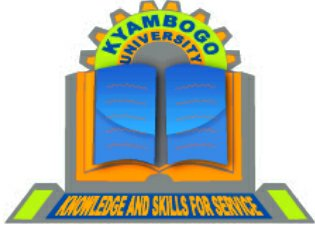 KYAMBOGO
UNIVERSITY
KNOWLEDGE AND SKILLS FOR SERVICE